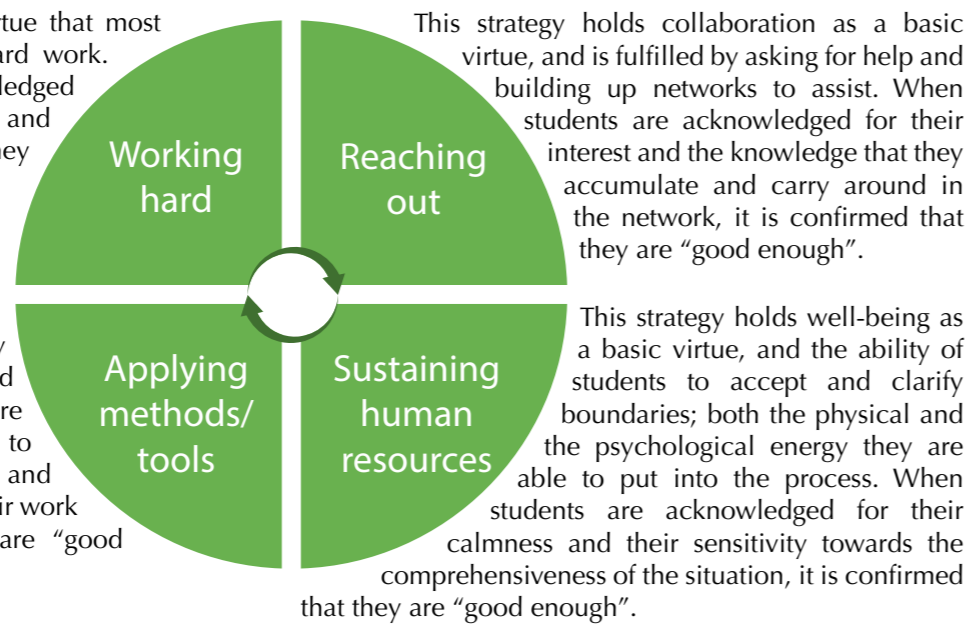 rtue that most
ard work.
ledged
and
hey
Working
hard
Reaching
out
This strategy holds collaboration as a basic
virtue, and is fulfilled by asking for help and
building up networks to assist. When
students are acknowledged for their
interest and the knowledge that they
accumulate and carry around in
the network, it is confirmed that
they are “good enough”.
y
d
re
to
and
ir work
are “good
Applying
methods/
tools
Sustaining
human
resources
This strategy holds well-being as
a basic virtue, and the ability of
students to accept and clarify
boundaries; both the physical and
the psychological energy they are
able to put into the process. When
students are acknowledged for their
calmness and their sensitivity towards the
comprehensiveness of the situation, it is confirmed
that they are “good enough”.